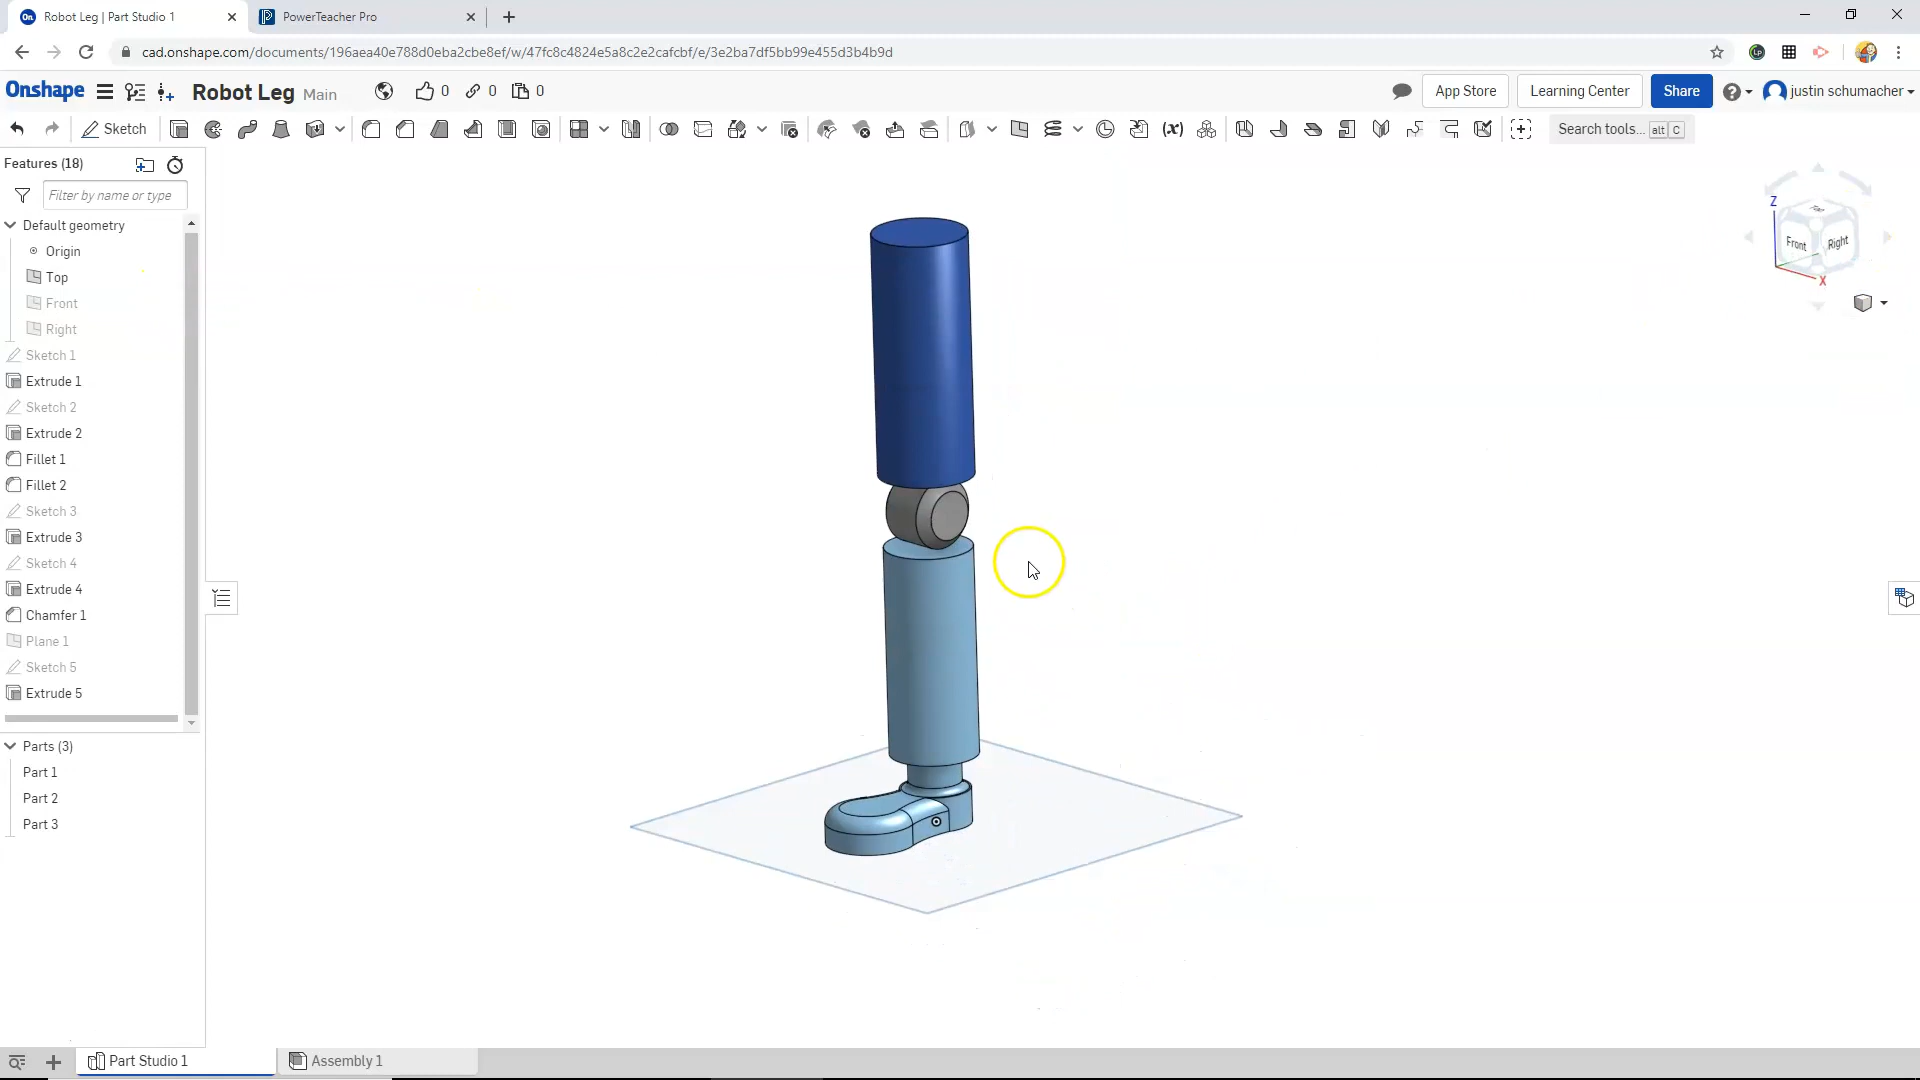 Robot Leg | Part Studio 1
PowerTeacher Pro
cad.onshape.com/documents/196aea40e788d0eba2cbe8ef/w/47fc8c4824e5a8c2e2cafcbf/e/3e2ba7df5bb99e455d3b4b9d
Onshape
Robot Leg Main
0
0
0
App Store
Learning Center
Share
justin schumacher
Sketch
(x)
Search tools... alt C
Features (18)
Filter by name or type
Default geometry
Origin
Top
Front
Right
Sketch 1
Extrude 1
Sketch 2
Extrude 2
Fillet 1
Fillet 2
Sketch 3
Extrude 3
Sketch 4
Extrude 4
Chamfer 1
Plane 1
Sketch 5
Extrude 5
Parts (3)
Part 1
Part 2
Part 3
Z
Top
Front
Right
X
Part Studio 1
Assembly 1